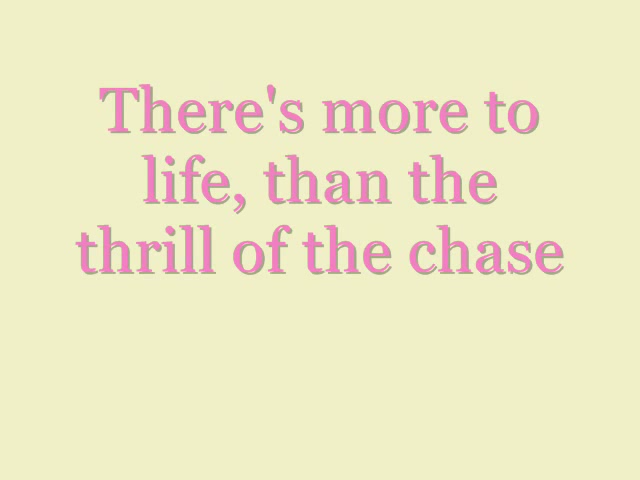 There's more to
life, than the
thrill of the chase